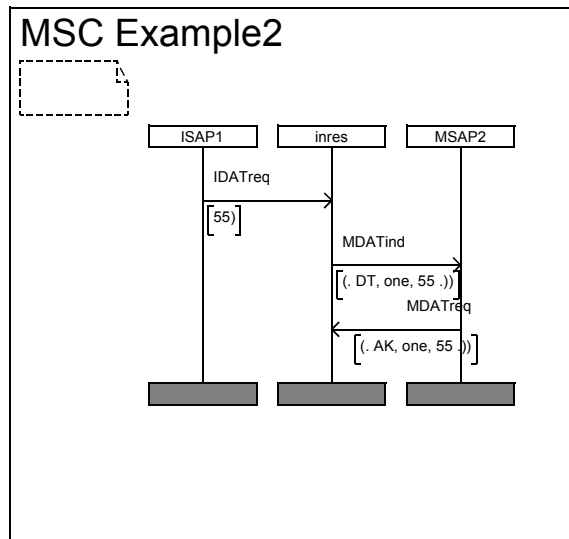 MSC Example2
ISAP1 inres MSAP2
IDATreq
55)
MDATind
(. DT, one, 55 .))
MDATreq
(. AK, one, 55 .))